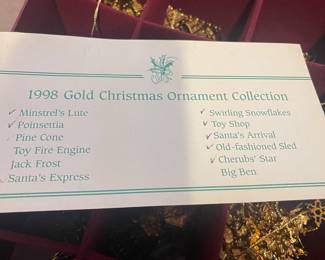 1998 Gold Christmas Ornament Collection
✓ Minstrel's Lute
✓ Poinsettia
Pine Cone
Toy Fire Engine
Jack Frost
Santa's Express
✓ Swirling Snowflakes
✓ Toy Shop
✓ Santa's Arrival
✓ Old-fashioned Sled
✓ Cherubs' Star
Big Ben